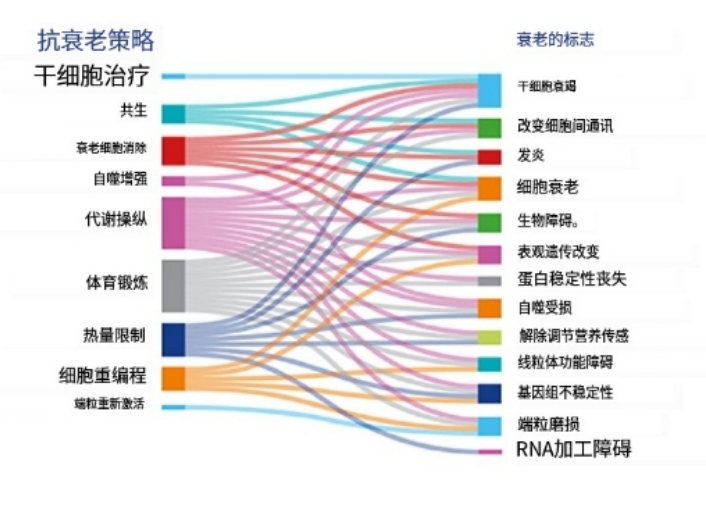 抗衰老策略
干细胞治疗
共生
衰老细胞消除
自噬增强
代谢操纵
体育锻炼
热量限制
细胞重编程
端粒重新激活
衰老的标志
干细胞衰竭
改变细胞间通讯
发炎
细胞衰老
生物障碍。
表观遗传改变
蛋白稳定性丧失
自噬受损
解除调节营养传感
线粒体功能障碍
基因组不稳定性
端粒磨损
RNA加工障碍